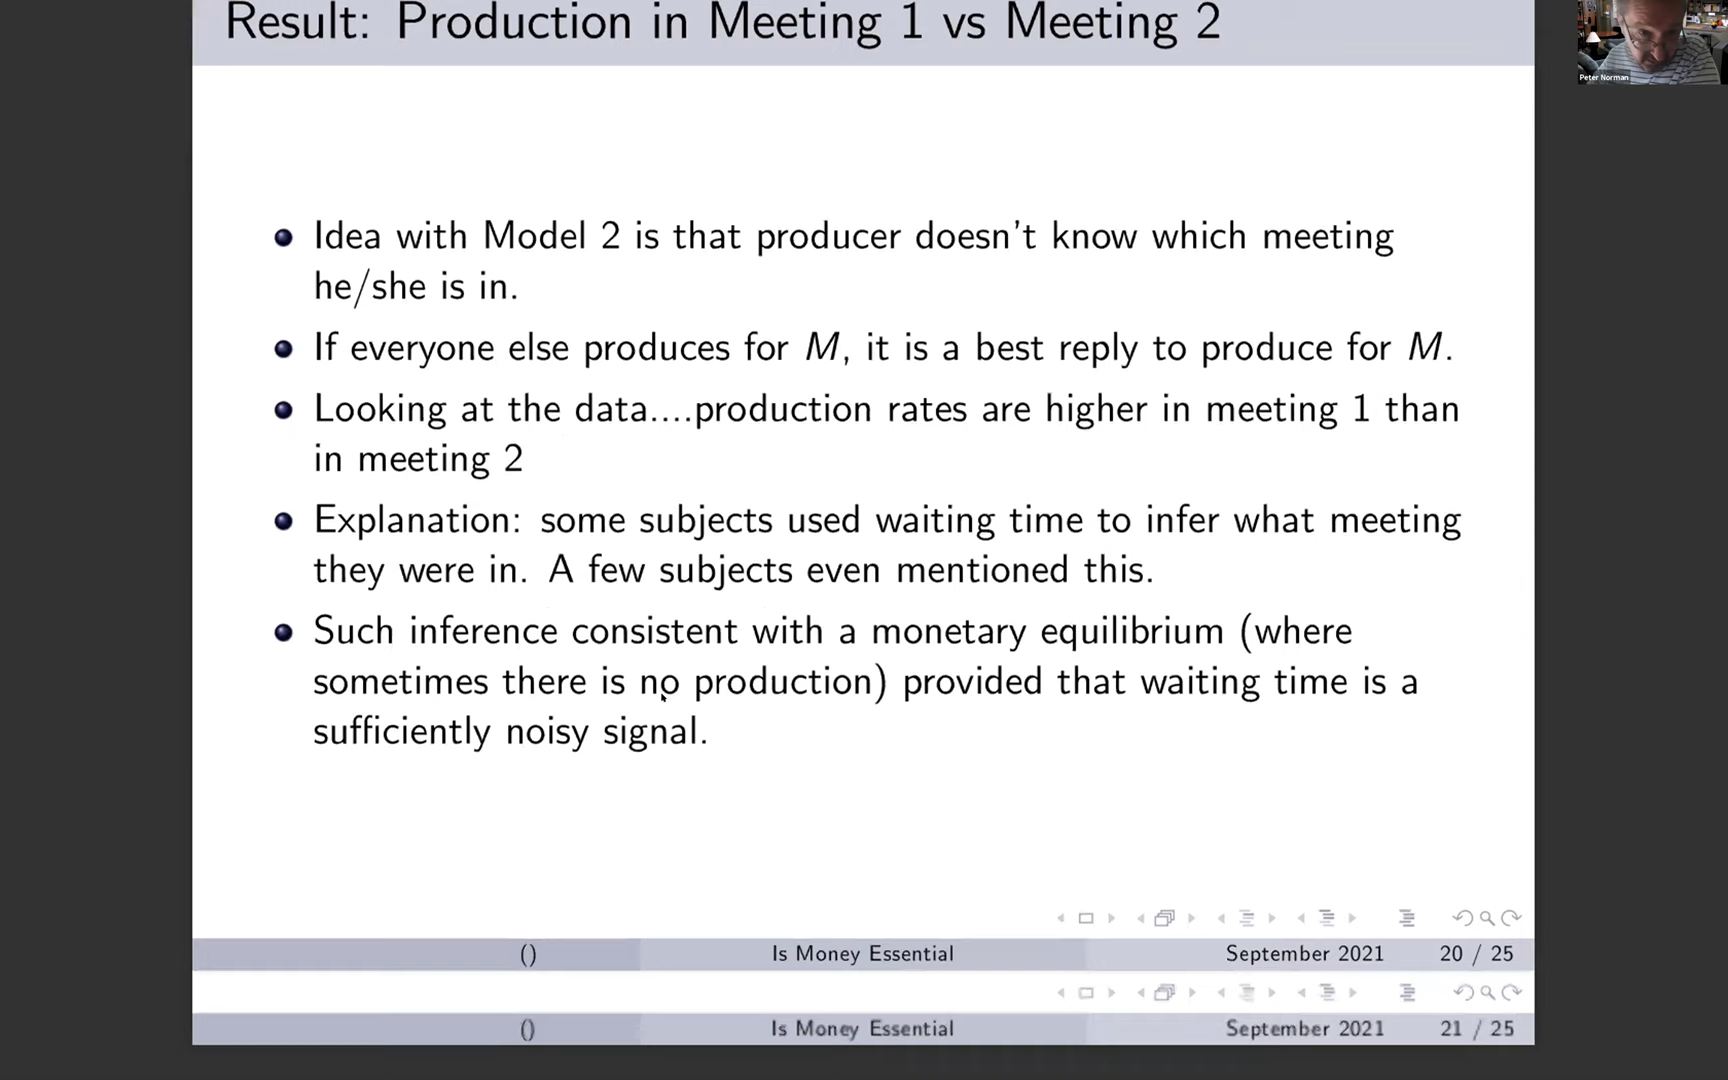 Result: Production in Meeting 1 vs Meeting 2
Peter Norman
Idea with Model 2 is that producer doesn't know which meeting
he/she is in.
If everyone else produces for M, it is a best reply to produce for M.
Looking at the data....production rates are higher in meeting 1 than
in meeting 2
Explanation: some subjects used waiting time to infer what meeting
they were in. A few subjects even mentioned this.
Such inference consistent with a monetary equilibrium (where
sometimes there is no production) provided that waiting time is a
sufficiently noisy signal.
() Is Money Essential September 2021 20 / 25
() Is Money Essential September 2021 21 / 25